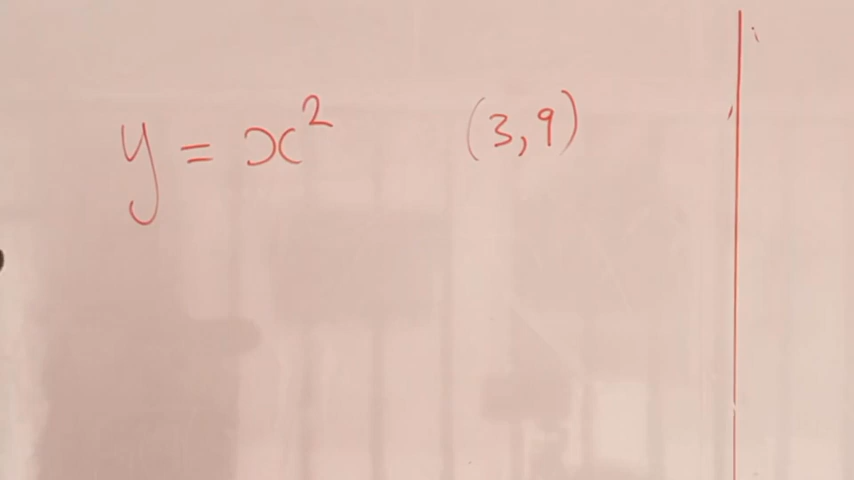 y = x² (3,9)